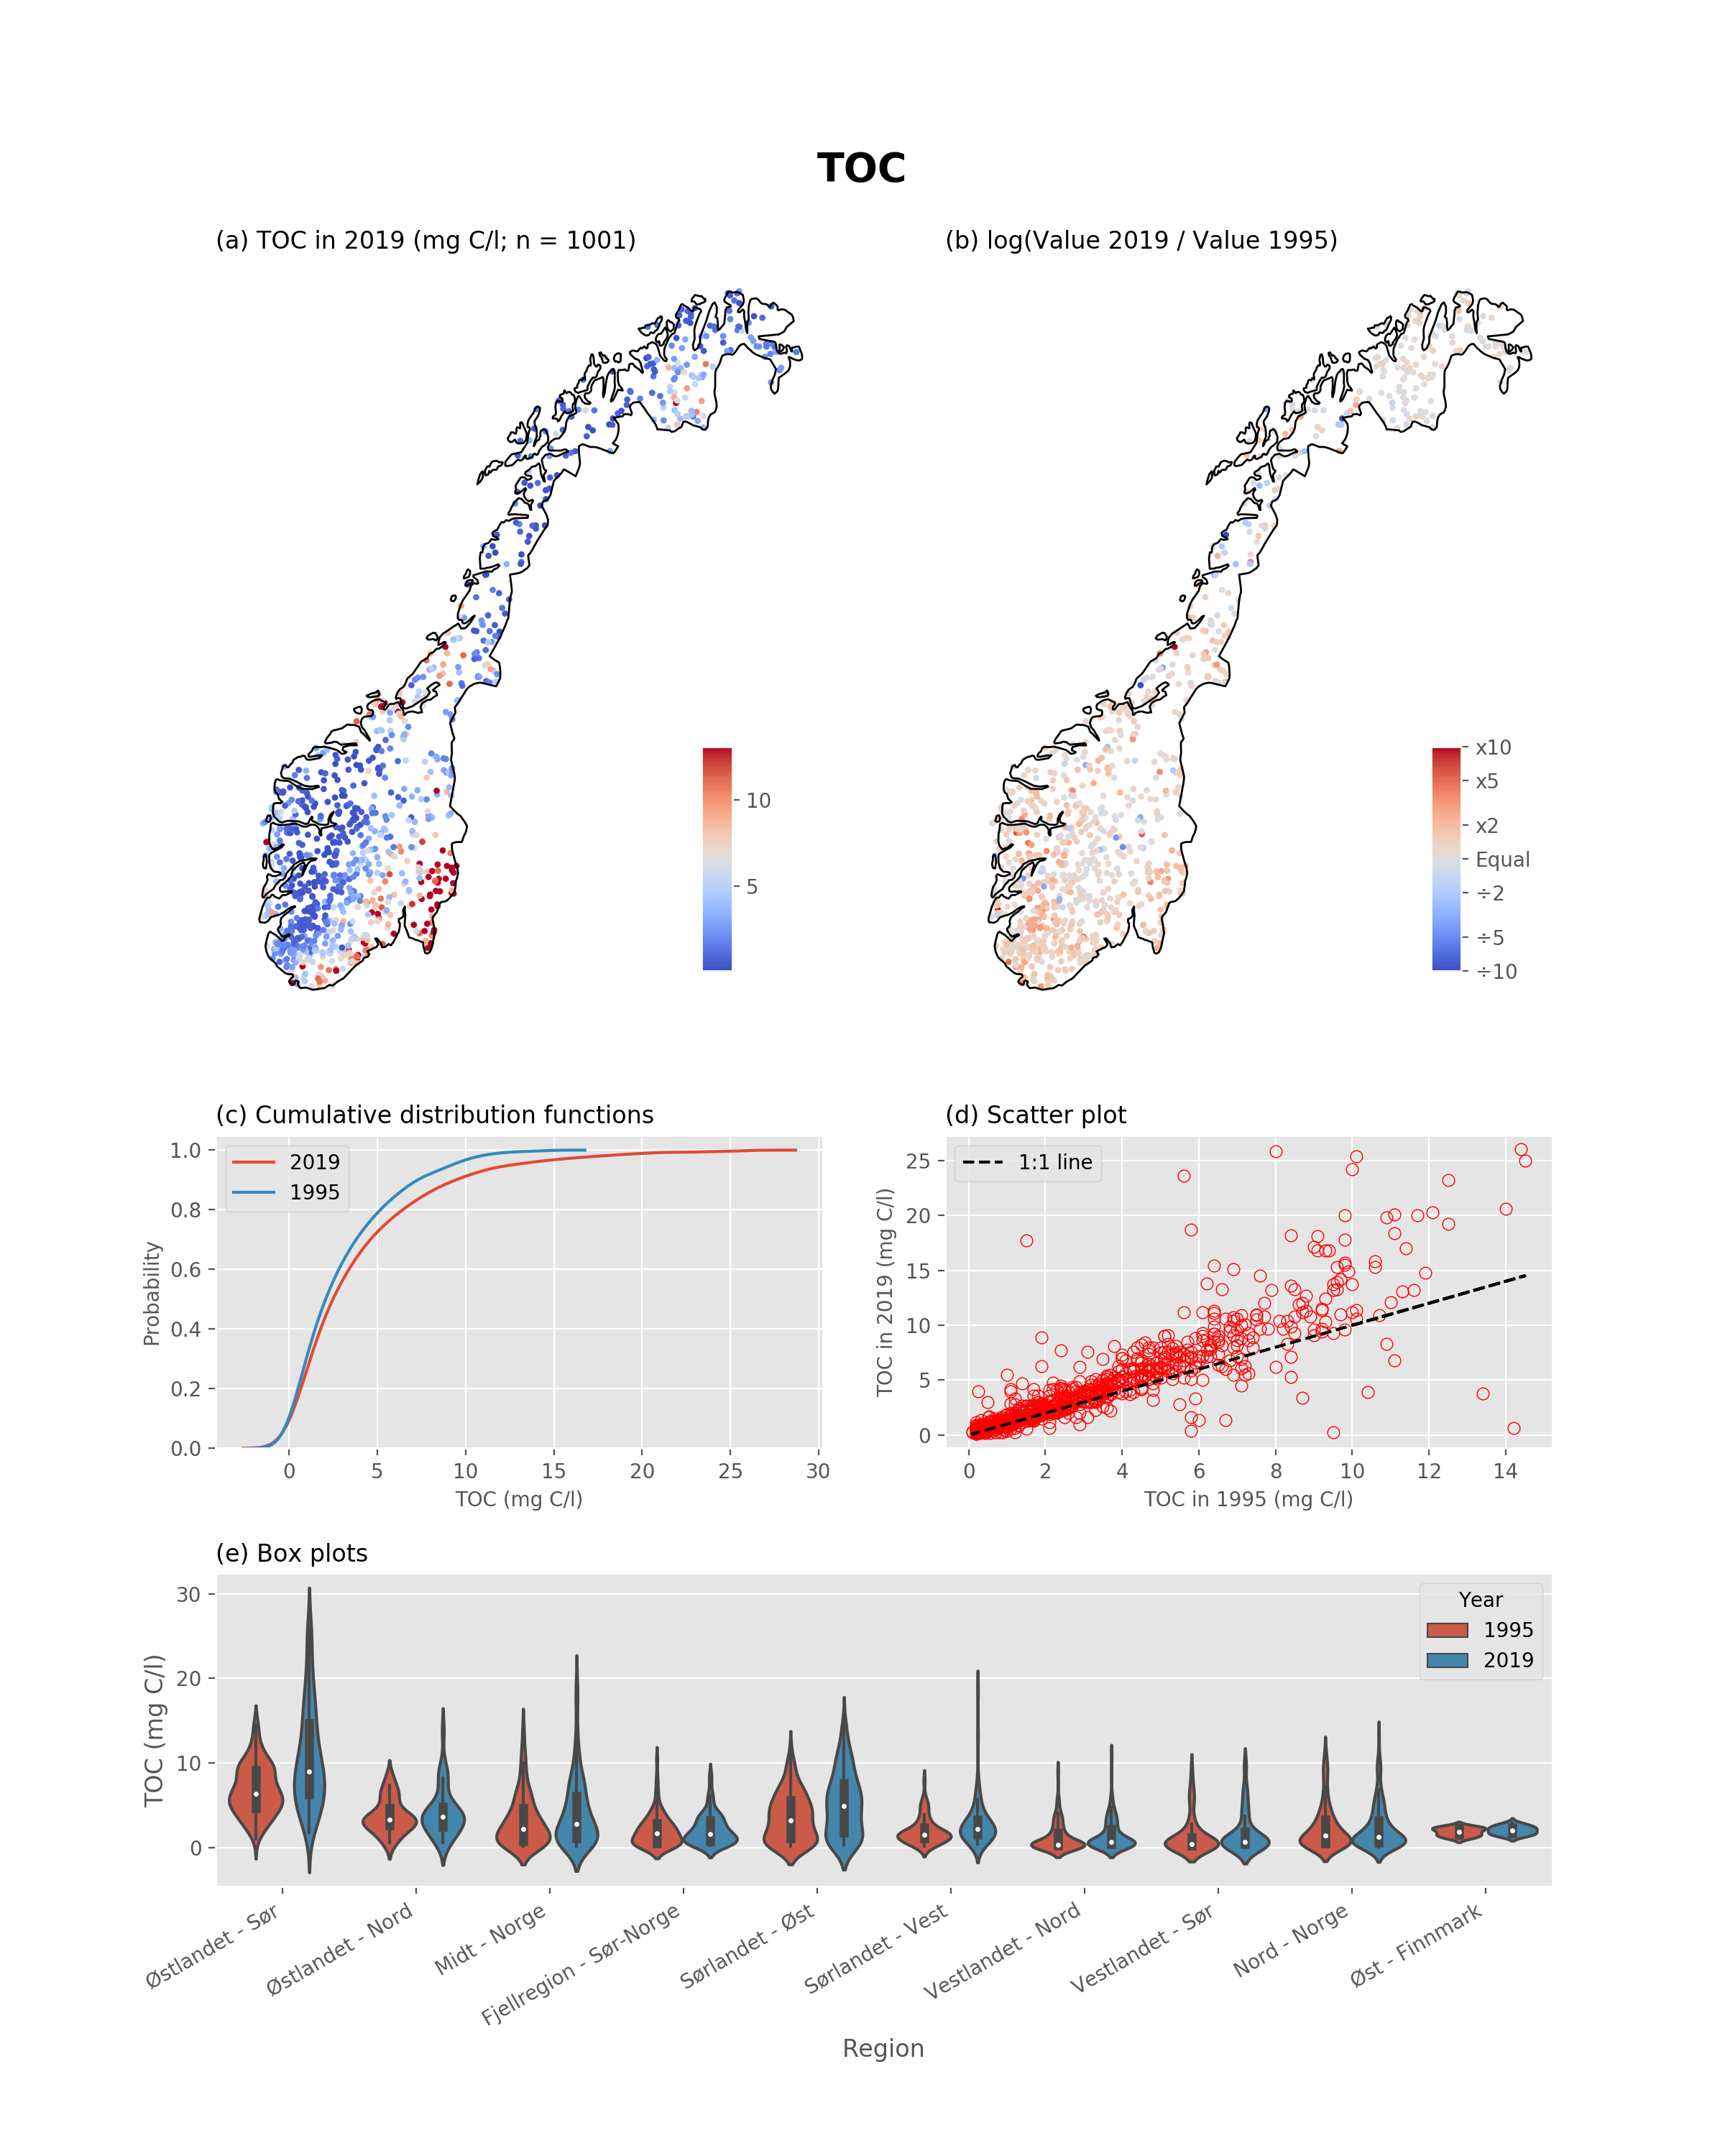 TOC
(a) TOC in 2019 (mg C/l; n = 1001)
10
5
(b) log(Value 2019 / Value 1995)
x10
x5
x2
Equal
÷2
÷5
÷10
(c) Cumulative distribution functions
2019
1995
1.0
0.8
0.6
0.4
0.2
0.0
Probability
0 5 10 15 20 25 30
TOC (mg C/l)
(d) Scatter plot
1:1 line
25
20
15
10
5
0
TOC in 2019 (mg C/l)
0 2 4 6 8 10 12 14
TOC in 1995 (mg C/l)
(e) Box plots
Year
1995
2019
30
20
10
0
TOC (mg C/l)
Østlandet - Sør
Østlandet - Nord
Midt - Norge
Fjellregion - Sør-Norge
Sørlandet - Øst
Sørlandet - Vest
Vestlandet - Nord
Vestlandet - Sør
Nord - Norge
Øst - Finnmark
Region